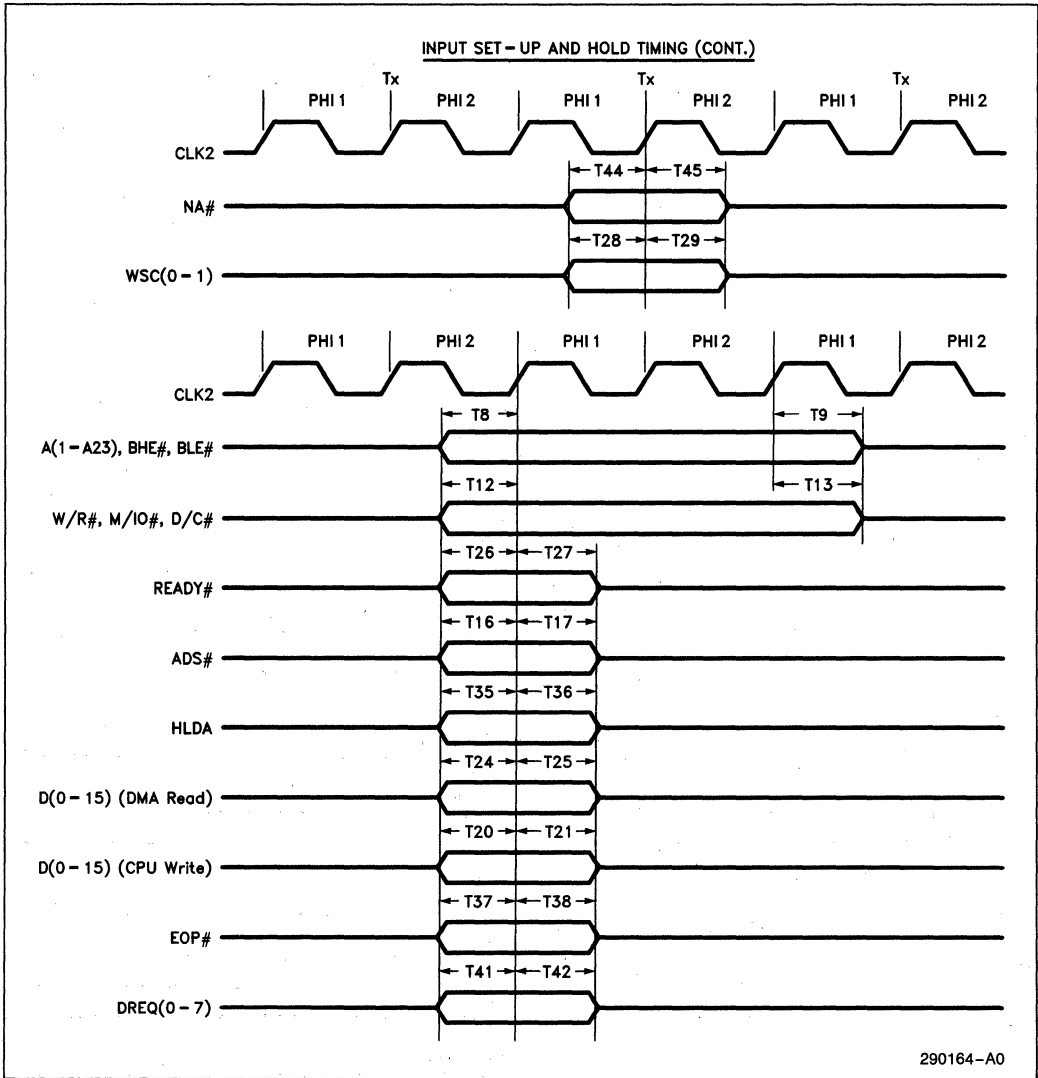 INPUT SET-UP AND HOLD TIMING (CONT.)
Tx Tx Tx
PHI 1 PHI 2 PHI 1 PHI 2 PHI 1 PHI 2
CLK2
T44 T45
NA#
T28 T29
WSC(0-1)
PHI 1 PHI 2 PHI 1 PHI 2 PHI 1 PHI 2
CLK2
T8 T9
A(1-A23), BHE#, BLE#
T12 T13
W/R#, M/IO#, D/C#
T26 T27
READY#
T16 T17
ADS#
T35 T36
HLDA
T24 T25
D(0-15) (DMA Read)
T20 T21
D(0-15) (CPU Write)
T37 T38
EOP#
T41 T42
DREQ(0-7)
290164-A0